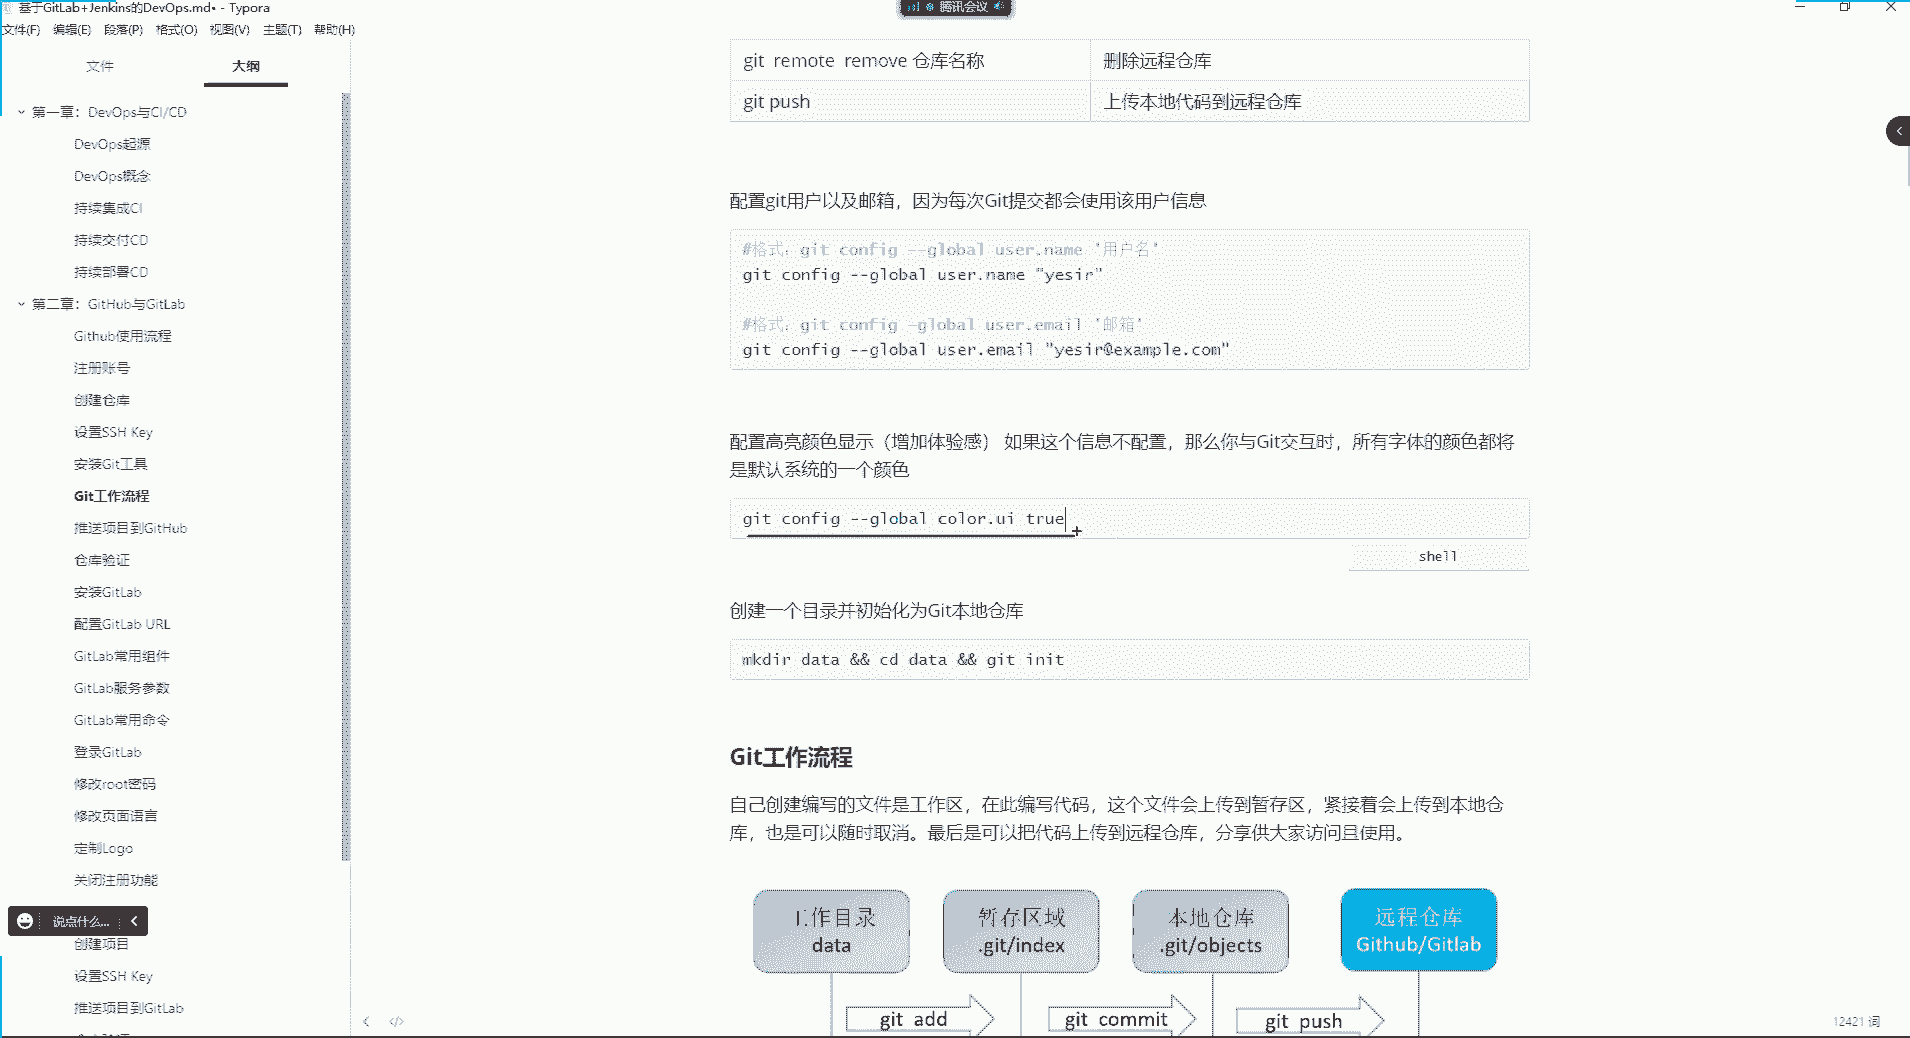 基于GitLab+Jenkins的DevOps.md• - Typora
腾讯会议
文件(F) 编辑(E) 段落(P) 格式(O) 视图(V) 主题(T) 帮助(H)
文件 大纲
第一章：DevOps与CI/CD
DevOps起源
DevOps概念
持续集成CI
持续交付CD
持续部署CD
第二章：GitHub与GitLab
Github使用流程
注册账号
创建仓库
设置SSH Key
安装Git工具
Git工作流程
推送项目到GitHub
仓库验证
安装GitLab
配置GitLab URL
GitLab常用组件
GitLab服务参数
GitLab常用命令
登录GitLab
修改root密码
修改页面语言
定制Logo
关闭注册功能
说点什么...
创建项目
设置SSH Key
推送项目到GitLab
git remote remove 仓库名称 删除远程仓库
git push 上传本地代码到远程仓库
配置git用户以及邮箱，因为每次Git提交都会使用该用户信息
#格式：git config --global user.name "用户名"
git config --global user.name "yesir"
#格式：git config -global user.email "邮箱"
git config --global user.email "yesir@example.com"
配置高亮颜色显示（增加体验感） 如果这个信息不配置，那么你与Git交互时，所有字体的颜色都将
是默认系统的一个颜色
git config --global color.ui true
shell
创建一个目录并初始化为Git本地仓库
mkdir data && cd data && git init
Git工作流程
自己创建编写的文件是工作区，在此编写代码，这个文件会上传到暂存区，紧接着会上传到本地仓
库，也是可以随时取消。最后是可以把代码上传到远程仓库，分享供大家访问且使用。
工作目录
data
暂存区域
.git/index
本地仓库
.git/objects
远程仓库
Github/Gitlab
git add
git commit
git push
12421 词